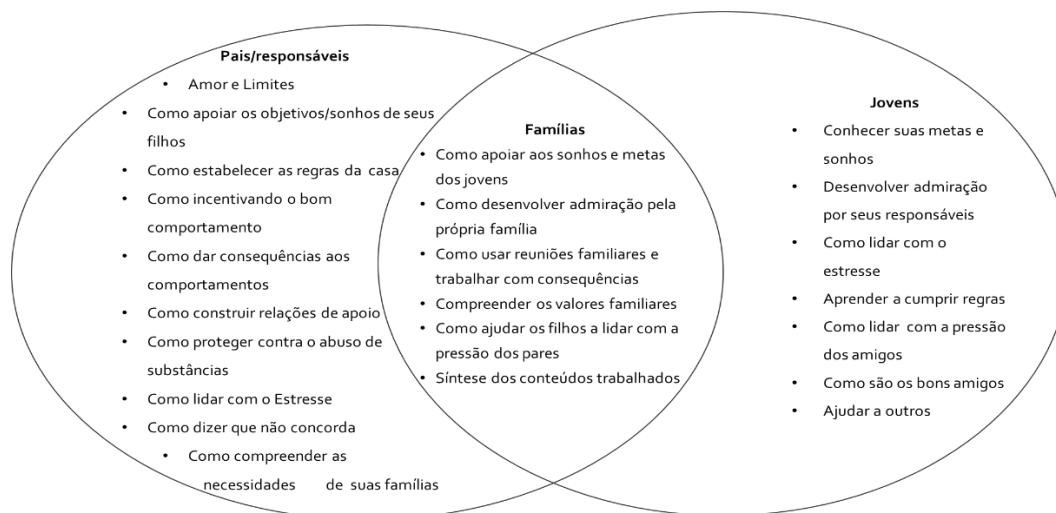 Pais/responsáveis
• Amor e Limites
• Como apoiar os objetivos/sonhos de seus
filhos
• Como estabelecer as regras da casa
• Como incentivando o bom
comportamento
• Como dar consequências aos
comportamentos
• Como construir relações de apoio
• Como proteger contra o abuso de
substâncias
• Como lidar com o Estresse
• Como dizer que não concorda
• Como compreender as
necessidades de suas famílias
Famílias
• Como apoiar aos sonhos e metas
dos jovens
• Como desenvolver admiração pela
própria família
• Como usar reuniões familiares e
trabalhar com consequências
• Compreender os valores familiares
• Como ajudar os filhos a lidar com a
pressão dos pares
• Síntese dos conteúdos trabalhados
Jovens
• Conhecer suas metas e
sonhos
• Desenvolver admiração
por seus responsáveis
• Como lidar com o
estresse
• Aprender a cumprir regras
• Como lidar com a pressão
dos amigos
• Como são os bons amigos
• Ajudar a outros